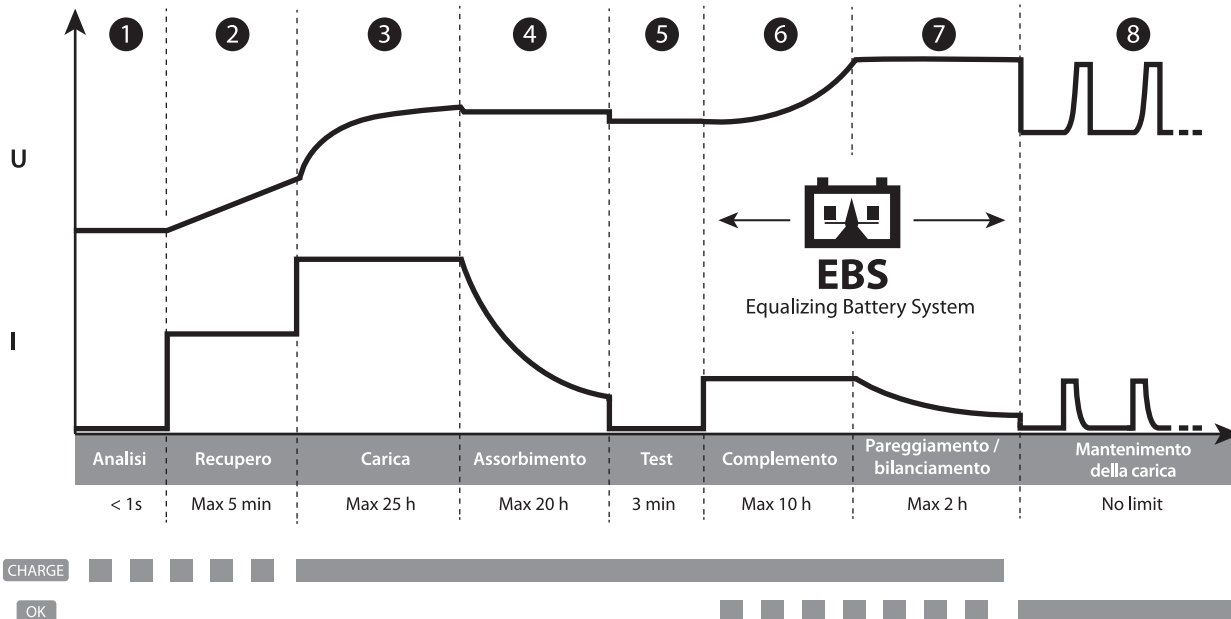 1 2 3 4 5 6 7 8
U
I
EBS
Equalizing Battery System
Analisi Recupero Carica Assorbimento Test Complemento Pareggiamento / bilanciamento Mantenimento della carica
< 1s Max 5 min Max 25 h Max 20 h 3 min Max 10 h Max 2 h No limit
CHARGE
OK